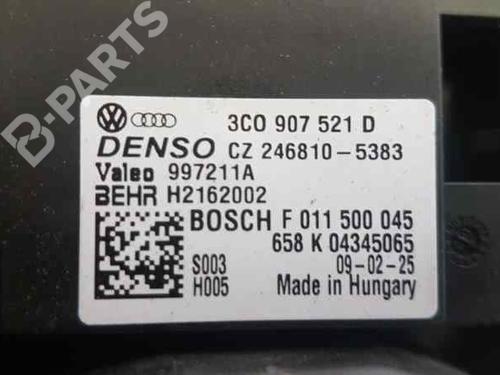 B-PARTS
3C0 907 521 D
DENSO CZ 246810-5383
Valeo 997211A
BEHR H2162002
BOSCH F 011 500 045
658 K 04345065
S003 09-02-25
H005 Made in Hungary